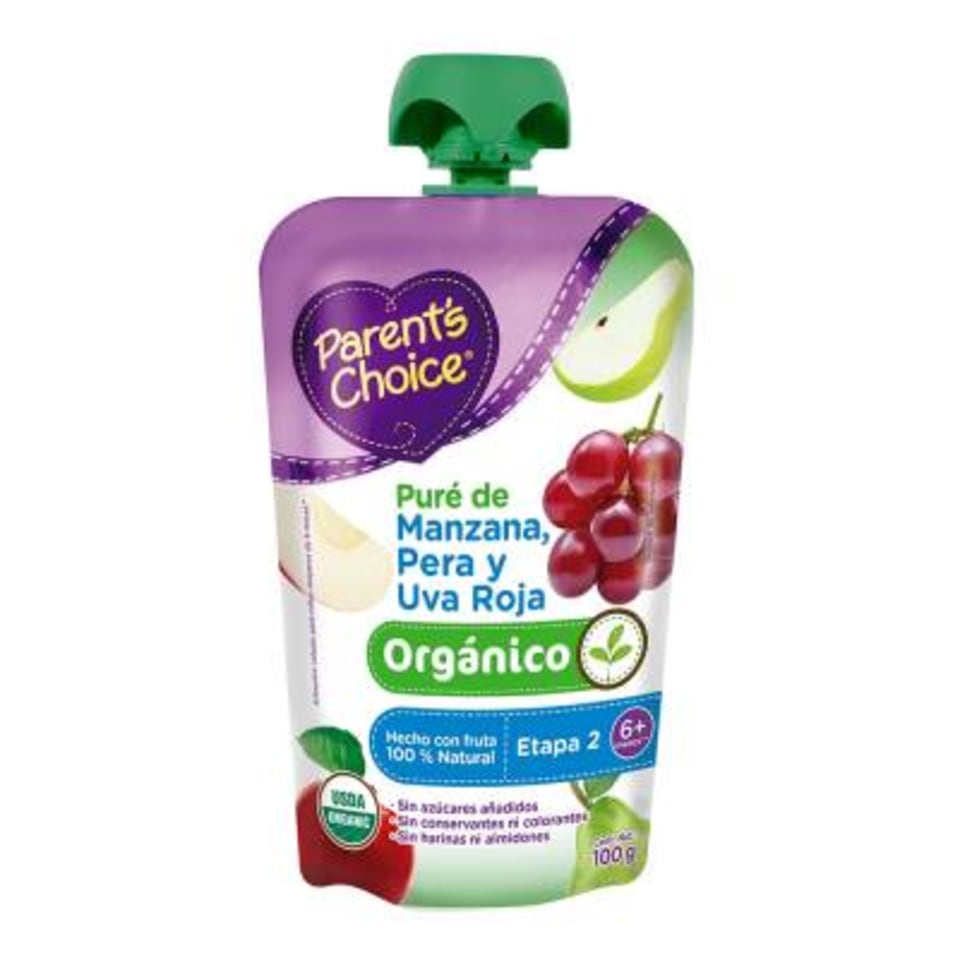 Parent's
Choice®
Puré de
Manzana,
Pera y
Uva Roja
Orgánico
Hecho con fruta
100 % Natural
Etapa 2
6+
USDA
ORGANIC
- Sin azúcares añadidos
- Sin conservantes ni colorantes
- Sin harinas ni almidones
100 g